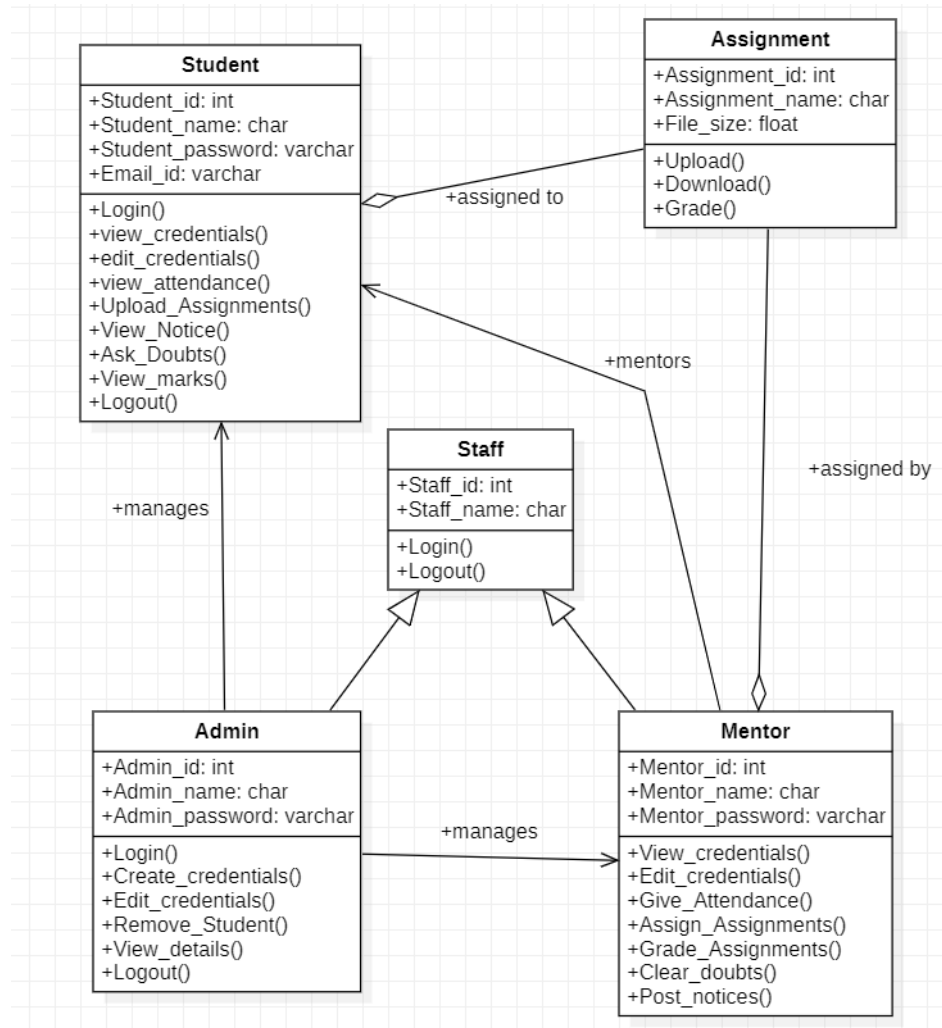 Student
+Student_id: int
+Student_name: char
+Student_password: varchar
+Email_id: varchar
+Login()
+view_credentials()
+edit_credentials()
+view_attendance()
+Upload_Assignments()
+View_Notice()
+Ask_Doubts()
+View_marks()
+Logout()
Assignment
+Assignment_id: int
+Assignment_name: char
+File_size: float
+Upload()
+Download()
+Grade()
+assigned to
+mentors
+assigned by
+manages
Staff
+Staff_id: int
+Staff_name: char
+Login()
+Logout()
Admin
+Admin_id: int
+Admin_name: char
+Admin_password: varchar
+Login()
+Create_credentials()
+Edit_credentials()
+Remove_Student()
+View_details()
+Logout()
+manages
Mentor
+Mentor_id: int
+Mentor_name: char
+Mentor_password: varchar
+View_credentials()
+Edit_credentials()
+Give_Attendance()
+Assign_Assignments()
+Grade_Assignments()
+Clear_doubts()
+Post_notices()